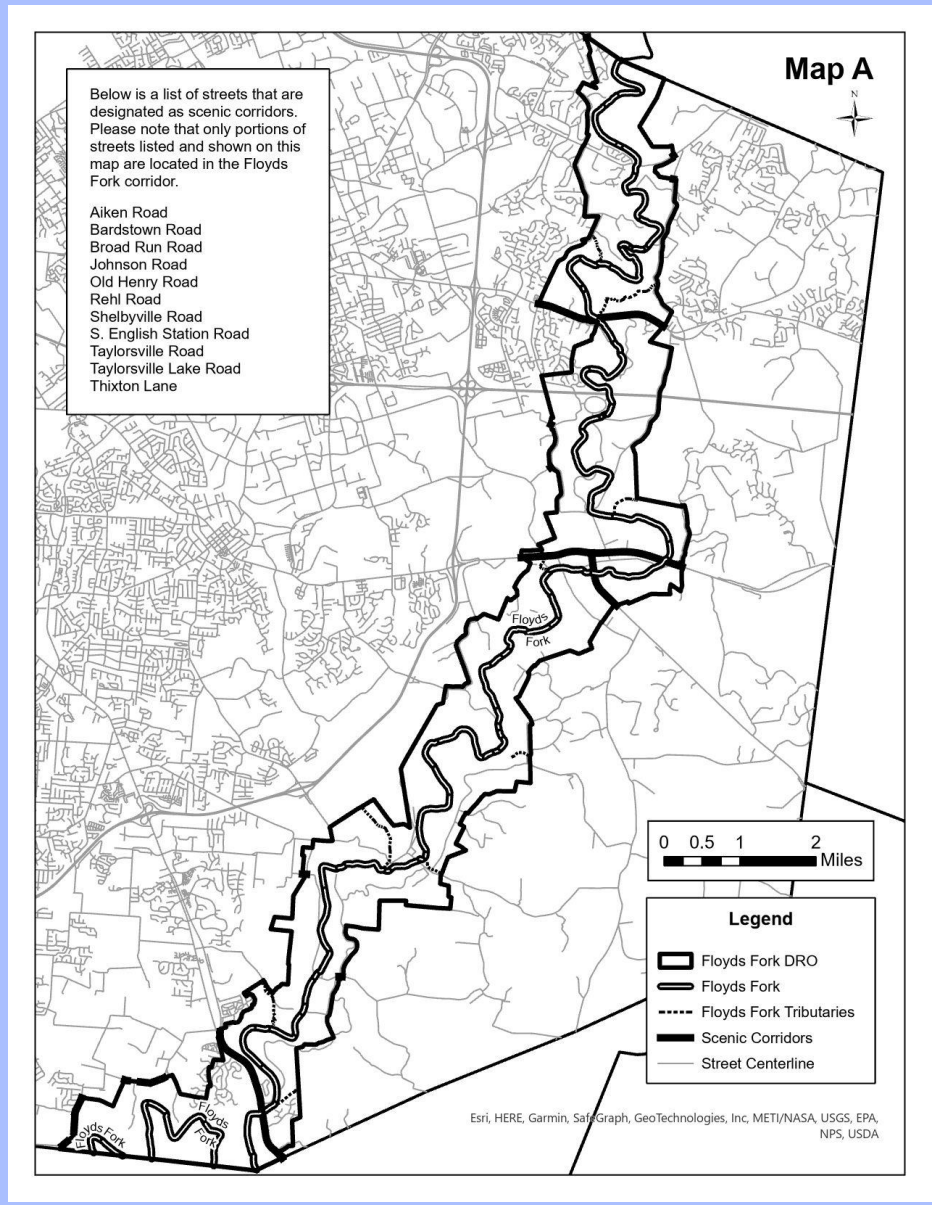 Map A
N
Below is a list of streets that are
designated as scenic corridors.
Please note that only portions of
streets listed and shown on this
map are located in the Floyds
Fork corridor.
Aiken Road
Bardstown Road
Broad Run Road
Johnson Road
Old Henry Road
Rehl Road
Shelbyville Road
S. English Station Road
Taylorsville Road
Taylorsville Lake Road
Thixton Lane
Floyds
Fork
0 0.5 1 2
Miles
Legend
Floyds Fork DRO
Floyds Fork
Floyds Fork Tributaries
Scenic Corridors
Street Centerline
Floyds
Fork
Floyds Fork
Esri, HERE, Garmin, SafeGraph, GeoTechnologies, Inc, METI/NASA, USGS, EPA,
NPS, USDA